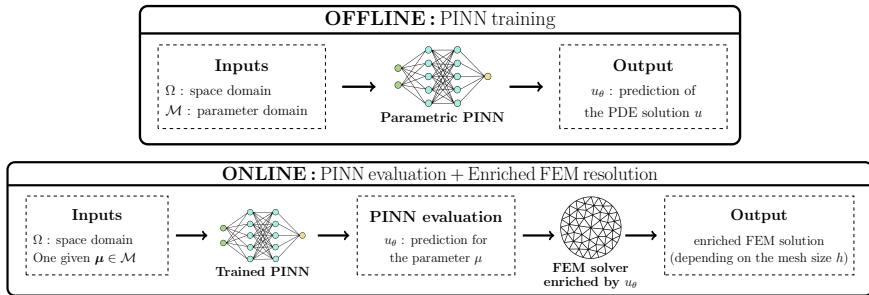 OFFLINE : PINN training
Inputs
Ω : space domain
ℳ : parameter domain
Parametric PINN
Output
u_θ : prediction of
the PDE solution u
ONLINE : PINN evaluation + Enriched FEM resolution
Inputs
Ω : space domain
One given μ ∈ ℳ
Trained PINN
PINN evaluation
u_θ : prediction for
the parameter μ
FEM solver
enriched by u_θ
Output
enriched FEM solution
(depending on the mesh size h)